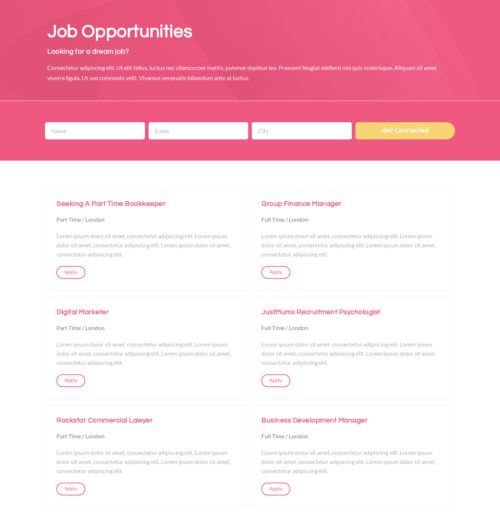 Job Opportunities
Looking for a dream job?
Consectetur adipiscing elit. Ut elit tellus, luctus nec ullamcorper mattis, pulvinar dapibus leo. Praesent feugiat eleifend nisi quis scelerisque. Aliquam sit amet
viverra ligula. Ut sed commodo velit. Vivamus venenatis bibendum ante at luctus.
Name Email City Get Connected
Seeking A Part Time Bookkeeper
Part Time / London
Lorem ipsum dolor sit amet, consectetur adipiscing elit. Lorem ipsum
dolor sit amet, consectetur adipiscing elit. Lorem ipsum dolor sit amet,
consectetur adipiscing elit.
Apply
Group Finance Manager
Full Time / London
Lorem ipsum dolor sit amet, consectetur adipiscing elit. Lorem ipsum
dolor sit amet, consectetur adipiscing elit. Lorem ipsum dolor sit amet,
consectetur adipiscing elit.
Apply
Digital Marketer
Part Time / London
Lorem ipsum dolor sit amet, consectetur adipiscing elit. Lorem ipsum
dolor sit amet, consectetur adipiscing elit. Lorem ipsum dolor sit amet,
consectetur adipiscing elit.
Apply
JustMums Recruitment Psychologist
Full Time / London
Lorem ipsum dolor sit amet, consectetur adipiscing elit. Lorem ipsum
dolor sit amet, consectetur adipiscing elit. Lorem ipsum dolor sit amet,
consectetur adipiscing elit.
Apply
Rockstar Commercial Lawyer
Part Time / London
Lorem ipsum dolor sit amet, consectetur adipiscing elit. Lorem ipsum
dolor sit amet, consectetur adipiscing elit. Lorem ipsum dolor sit amet,
consectetur adipiscing elit.
Apply
Business Development Manager
Full Time / London
Lorem ipsum dolor sit amet, consectetur adipiscing elit. Lorem ipsum
dolor sit amet, consectetur adipiscing elit. Lorem ipsum dolor sit amet,
consectetur adipiscing elit.
Apply